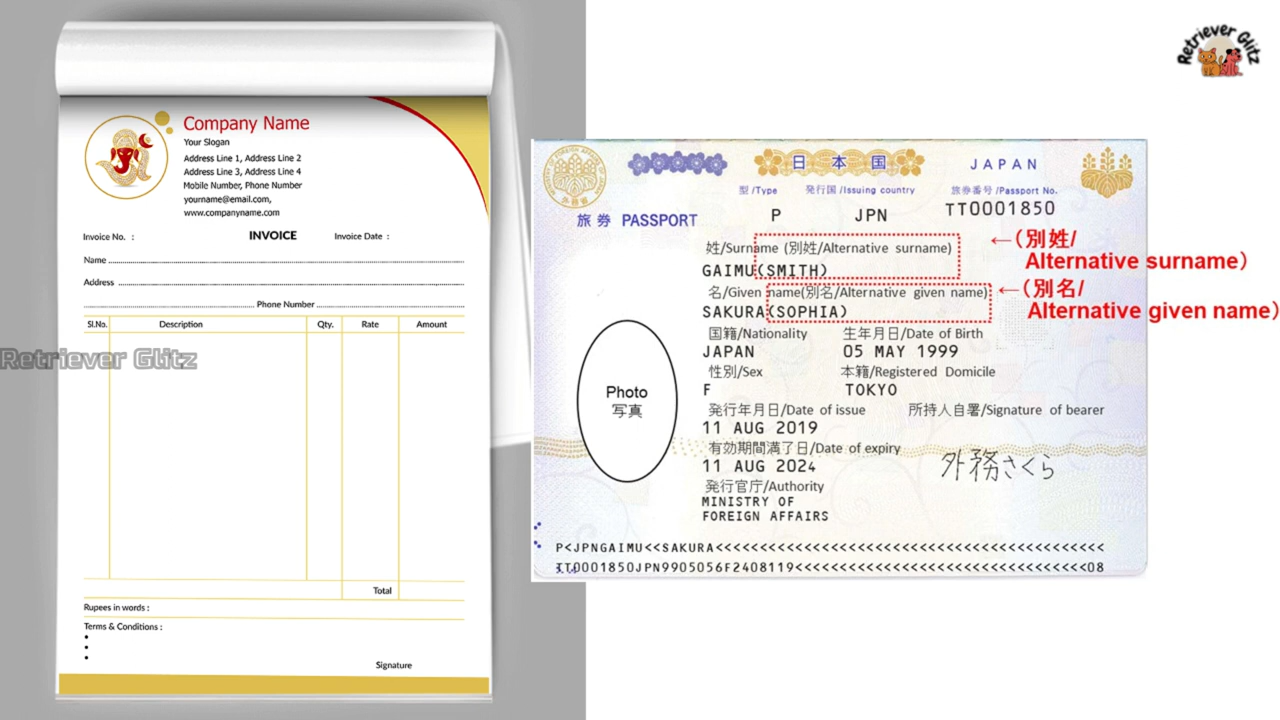 Retriever Glitz
Company Name
Your Slogan
Address Line 1, Address Line 2
Address Line 3, Address Line 4
Mobile Number, Phone Number
yourname@email.com,
www.companyname.com
Invoice No. :
INVOICE
Invoice Date :
Name
Address
Phone Number
Sl.No. Description Qty. Rate Amount
Total
Rupees in words :
Terms & Conditions :
Signature
Retriever Glitz
日本国 JAPAN
型/Type 発行国/Issuing country 旅券番号/Passport No.
旅券 PASSPORT P JPN TT0001850
姓/Surname (別姓/Alternative surname)
GAIMU(SMITH)
名/Given name(別名/Alternative given name)
SAKURA(SOPHIA)
国籍/Nationality 生年月日/Date of Birth
JAPAN 05 MAY 1999
性別/Sex 本籍/Registered Domicile
F TOKYO
発行年月日/Date of issue 所持人自署/Signature of bearer
11 AUG 2019
有効期間満了日/Date of expiry
11 AUG 2024
外務さくら
発行官庁/Authority
MINISTRY OF
FOREIGN AFFAIRS
Photo
写真
P<JPNGAIMU<<SAKURA<<<<<<<<<<<<<<<<<<<<<<<<<<
TT0001850JPN9905056F2408119<<<<<<<<<<<<<<<08
←(別姓/
Alternative surname)
←(別名/
Alternative given name)